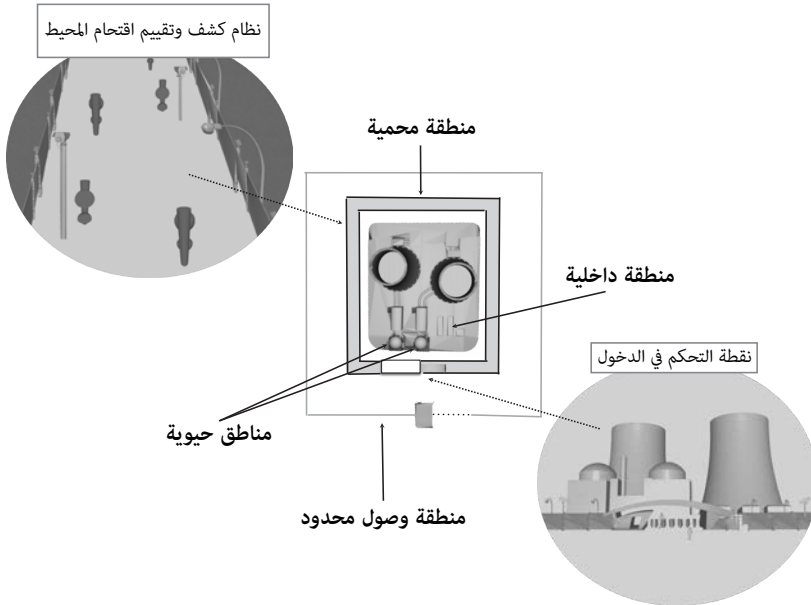 نظام كشف وتقييم اقتحام المحيط
منطقة محمية
منطقة داخلية
نقطة التحكم في الدخول
مناطق حيوية
منطقة وصول محدود